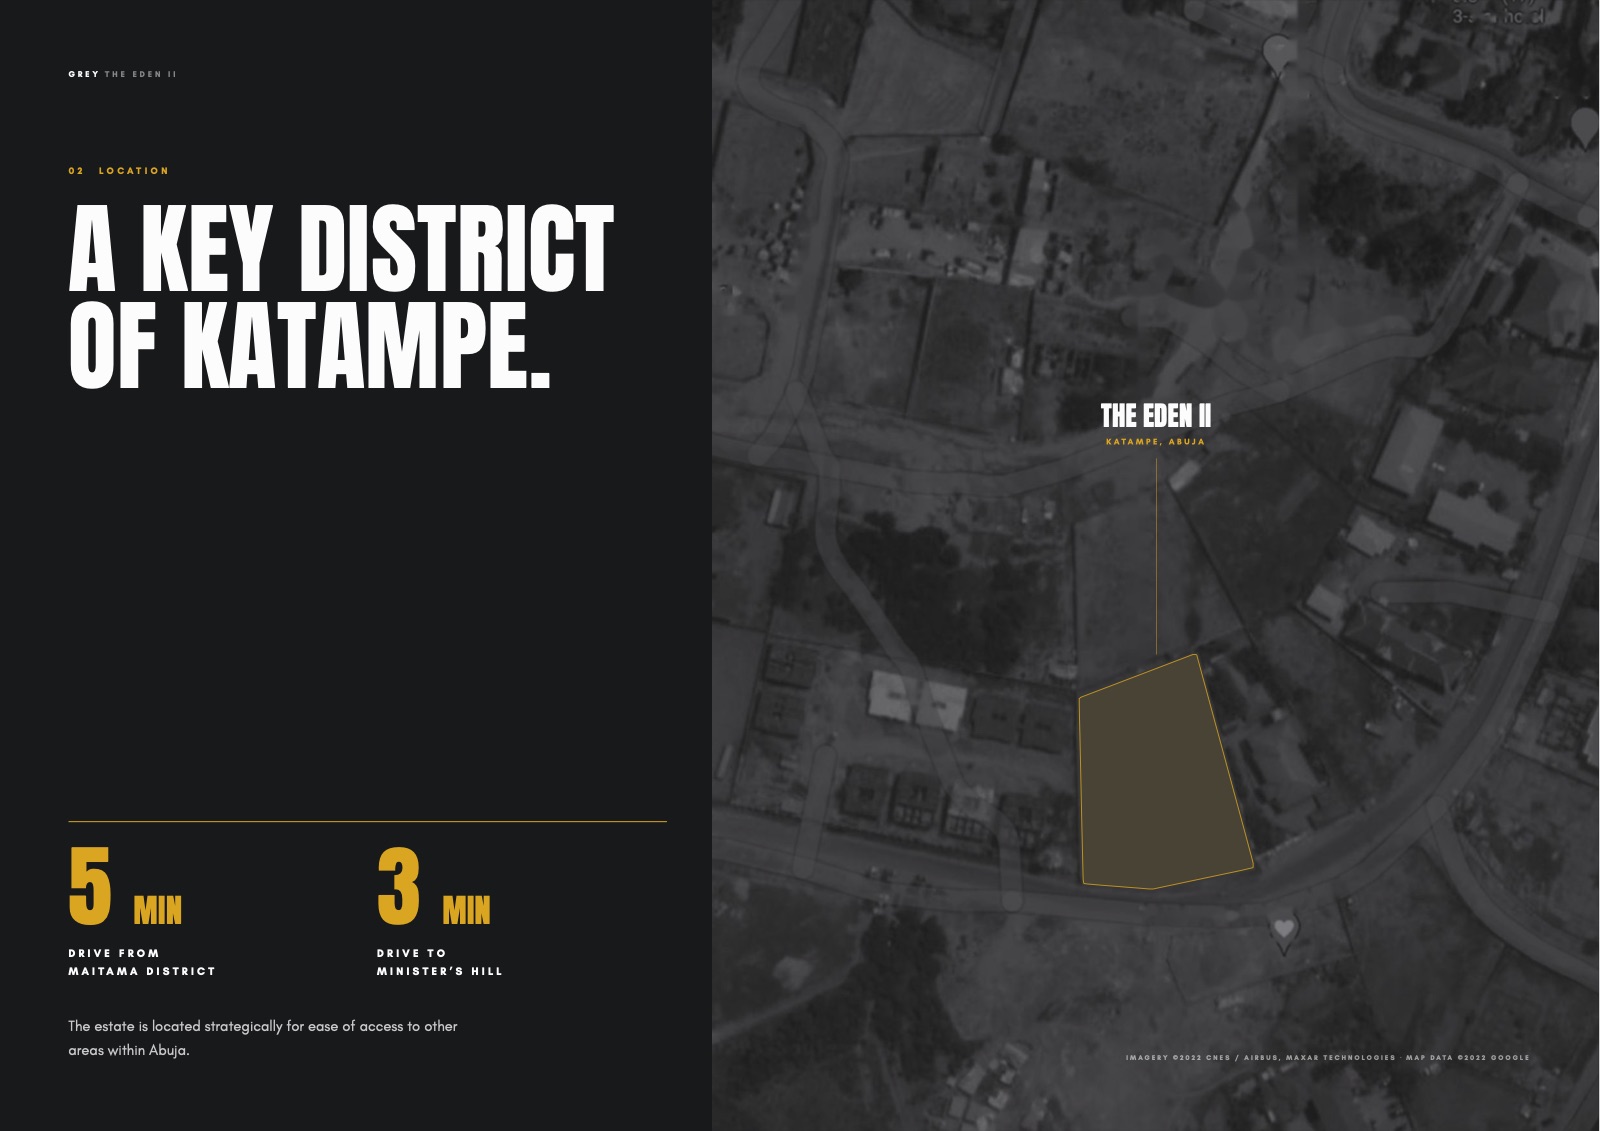 GREY THE EDEN II
02 LOCATION
A KEY DISTRICT
OF KATAMPE.
THE EDEN II
KATAMPE, ABUJA
5 MIN
DRIVE FROM
MAITAMA DISTRICT
3 MIN
DRIVE TO
MINISTER’S HILL
The estate is located strategically for ease of access to other
areas within Abuja.
IMAGERY ©2022 CNES / AIRBUS, MAXAR TECHNOLOGIES · MAP DATA ©2022 GOOGLE